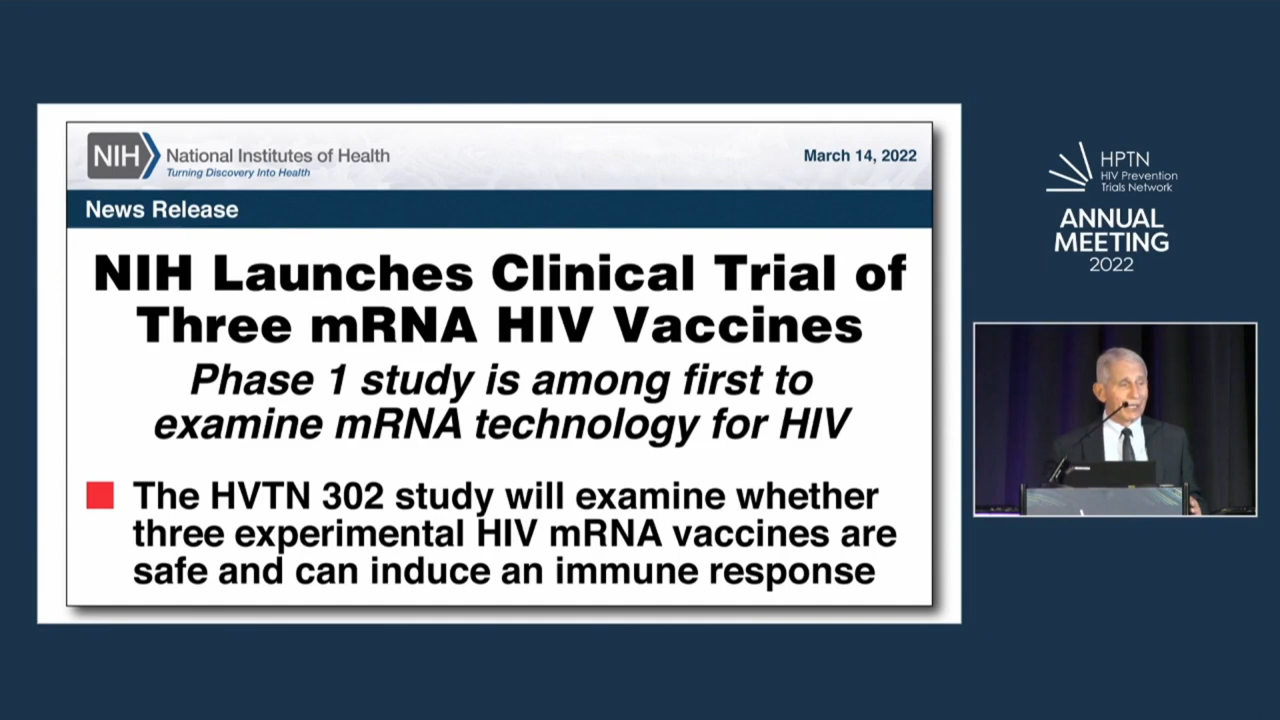 NIH
National Institutes of Health
Turning Discovery Into Health
March 14, 2022
News Release
NIH Launches Clinical Trial of
Three mRNA HIV Vaccines
Phase 1 study is among first to
examine mRNA technology for HIV
The HVTN 302 study will examine whether
three experimental HIV mRNA vaccines are
safe and can induce an immune response
HPTN
HIV Prevention
Trials Network
ANNUAL
MEETING
2022